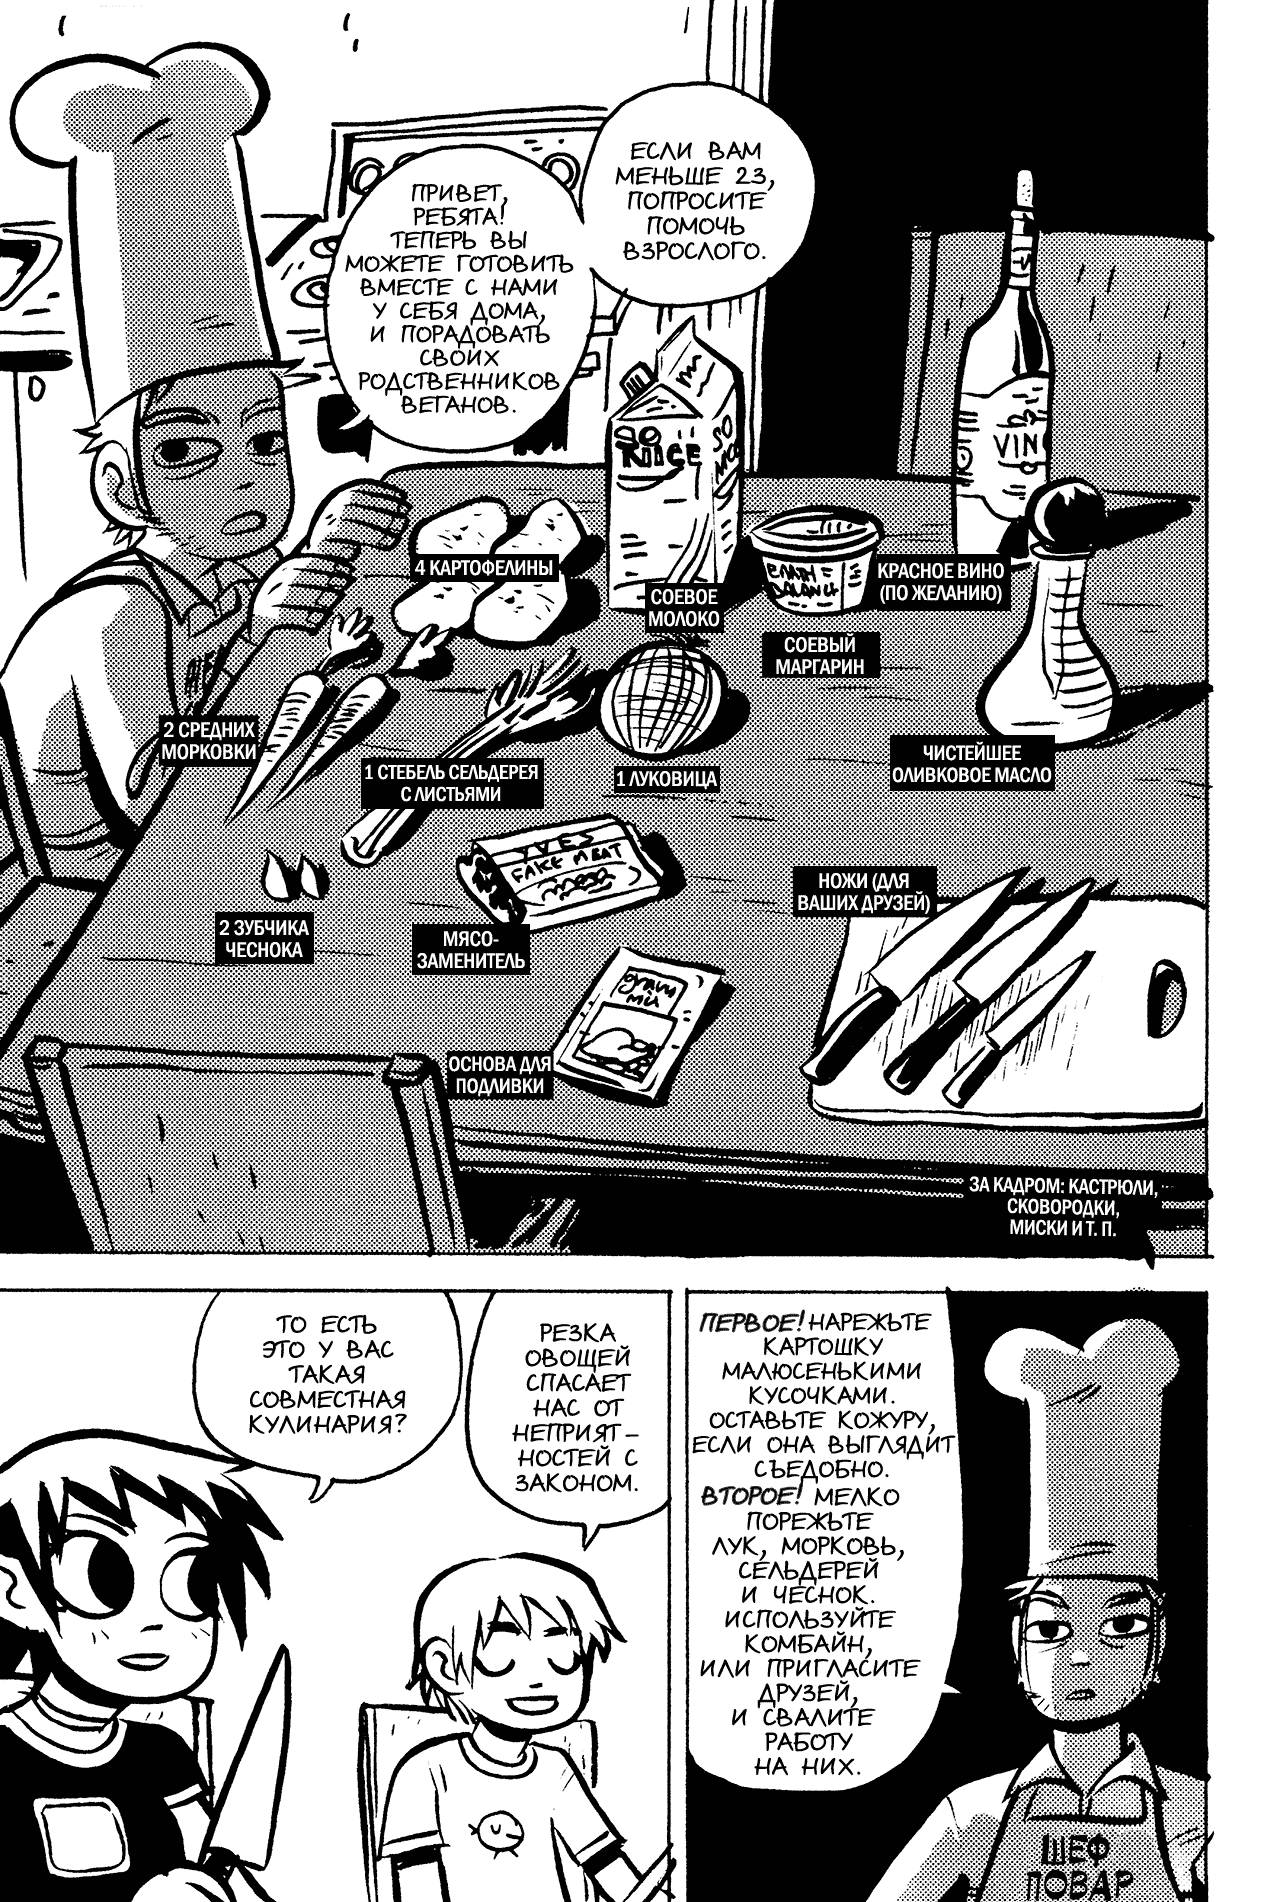 ПРИВЕТ,
РЕБЯТА!
ТЕПЕРЬ ВЫ
МОЖЕТЕ ГОТОВИТЬ
ВМЕСТЕ С НАМИ
У СЕБЯ ДОМА,
И ПОРАДОВАТЬ
СВОИХ
РОДСТВЕННИКОВ
ВЕГАНОВ.
ЕСЛИ ВАМ
МЕНЬШЕ 23,
ПОПРОСИТЕ
ПОМОЧЬ
ВЗРОСЛОГО.
SO
NICE
VIN
EARTH
BALANCE
4 КАРТОФЕЛИНЫ
СОЕВОЕ
МОЛОКО
КРАСНОЕ ВИНО
(ПО ЖЕЛАНИЮ)
СОЕВЫЙ
МАРГАРИН
2 СРЕДНИХ
МОРКОВКИ
1 СТЕБЕЛЬ СЕЛЬДЕРЕЯ
С ЛИСТЬЯМИ
1 ЛУКОВИЦА
ЧИСТЕЙШЕЕ
ОЛИВКОВОЕ МАСЛО
YVES
FAKE MEAT
2 ЗУБЧИКА
ЧЕСНОКА
МЯСО-
ЗАМЕНИТЕЛЬ
НОЖИ (ДЛЯ
ВАШИХ ДРУЗЕЙ)
ОСНОВА ДЛЯ
ПОДЛИВКИ
ЗА КАДРОМ: КАСТРЮЛИ,
СКОВОРОДКИ,
МИСКИ И Т. П.
ТО ЕСТЬ
ЭТО У ВАС
ТАКАЯ
СОВМЕСТНАЯ
КУЛИНАРИЯ?
РЕЗКА
ОВОЩЕЙ
СПАСАЕТ
НАС ОТ
НЕПРИЯТ-
НОСТЕЙ С
ЗАКОНОМ.
ПЕРВОЕ! НАРЕЖЬТЕ
КАРТОШКУ
МАЛЮСЕНЬКИМИ
КУСОЧКАМИ.
ОСТАВЬТЕ КОЖУРУ,
ЕСЛИ ОНА ВЫГЛЯДИТ
СЪЕДОБНО.
ВТОРОЕ! МЕЛКО
ПОРЕЖЬТЕ
ЛУК, МОРКОВЬ,
СЕЛЬДЕРЕЙ
И ЧЕСНОК.
ИСПОЛЬЗУЙТЕ
КОМБАЙН,
ИЛИ ПРИГЛАСИТЕ
ДРУЗЕЙ,
И СВАЛИТЕ
РАБОТУ
НА НИХ.
ШЕФ
ПОВАР